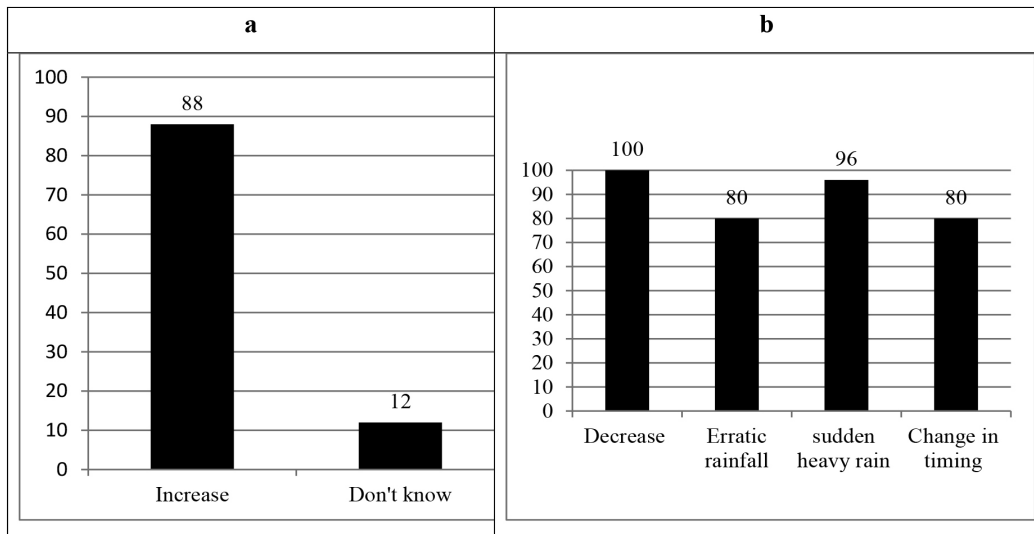 a
b
100
90
80
70
60
50
40
30
20
10
0
88
12
Increase
Don't know
100
90
80
70
60
50
40
30
20
10
0
100
80
96
80
Decrease
Erratic
rainfall
sudden
heavy rain
Change in
timing